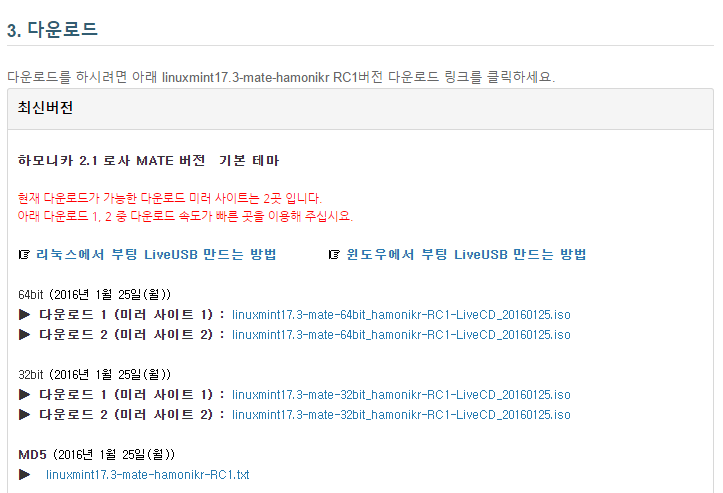 3. 다운로드
다운로드를 하시려면 아래 linuxmint17.3-mate-hamonikr RC1버전 다운로드 링크를 클릭하세요.
최신버전
하모니카 2.1 로사 MATE 버전 기본 테마
현재 다운로드가 가능한 다운로드 미러 사이트는 2곳 입니다.
아래 다운로드 1, 2 중 다운로드 속도가 빠른 곳을 이용해 주십시요.
☞ 리눅스에서 부팅 LiveUSB 만드는 방법 ☞ 윈도우에서 부팅 LiveUSB 만드는 방법
64bit (2016년 1월 25일(월))
▶ 다운로드 1 (미러 사이트 1) : linuxmint17.3-mate-64bit_hamonikr-RC1-LiveCD_20160125.iso
▶ 다운로드 2 (미러 사이트 2) : linuxmint17.3-mate-64bit_hamonikr-RC1-LiveCD_20160125.iso
32bit (2016년 1월 25일(월))
▶ 다운로드 1 (미러 사이트 1) : linuxmint17.3-mate-32bit_hamonikr-RC1-LiveCD_20160125.iso
▶ 다운로드 2 (미러 사이트 2) : linuxmint17.3-mate-32bit_hamonikr-RC1-LiveCD_20160125.iso
MD5 (2016년 1월 25일(월))
▶ linuxmint17.3-mate-hamonikr-RC1.txt